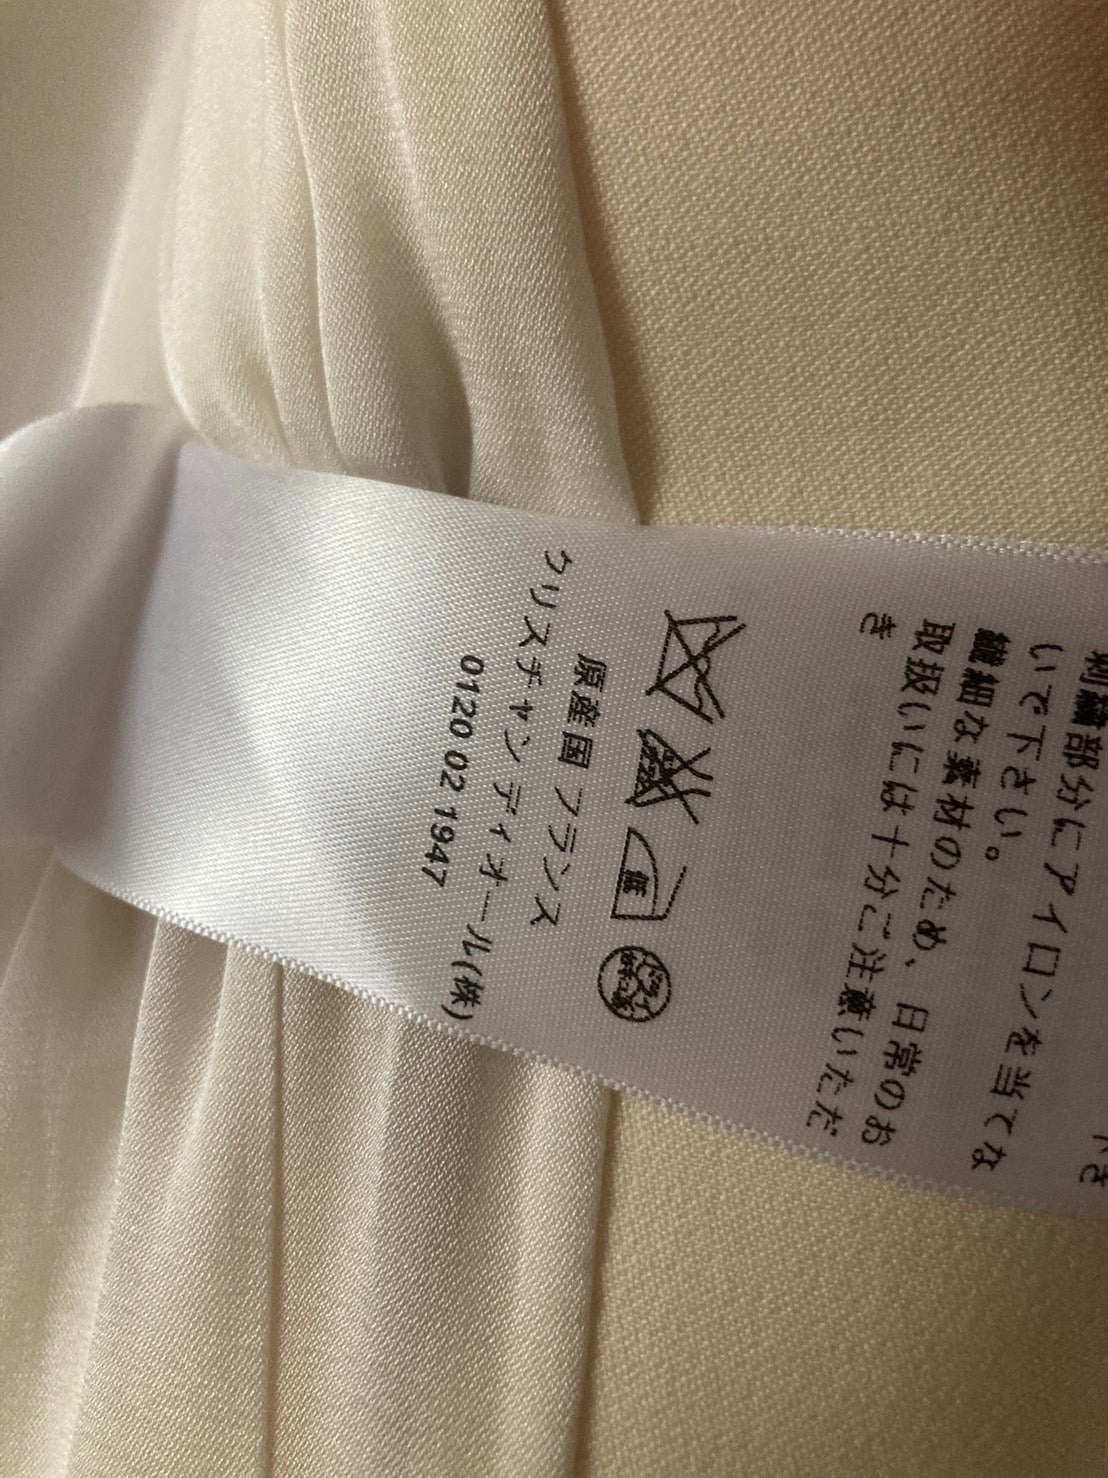 刺繍部分にアイロンを当てな
いで下さい。
繊細な素材のため、日常のお
取扱いには十分ご注意いただ
き
低
原産国 フランス
クリスチャン ディオール(株)
0120 02 1947